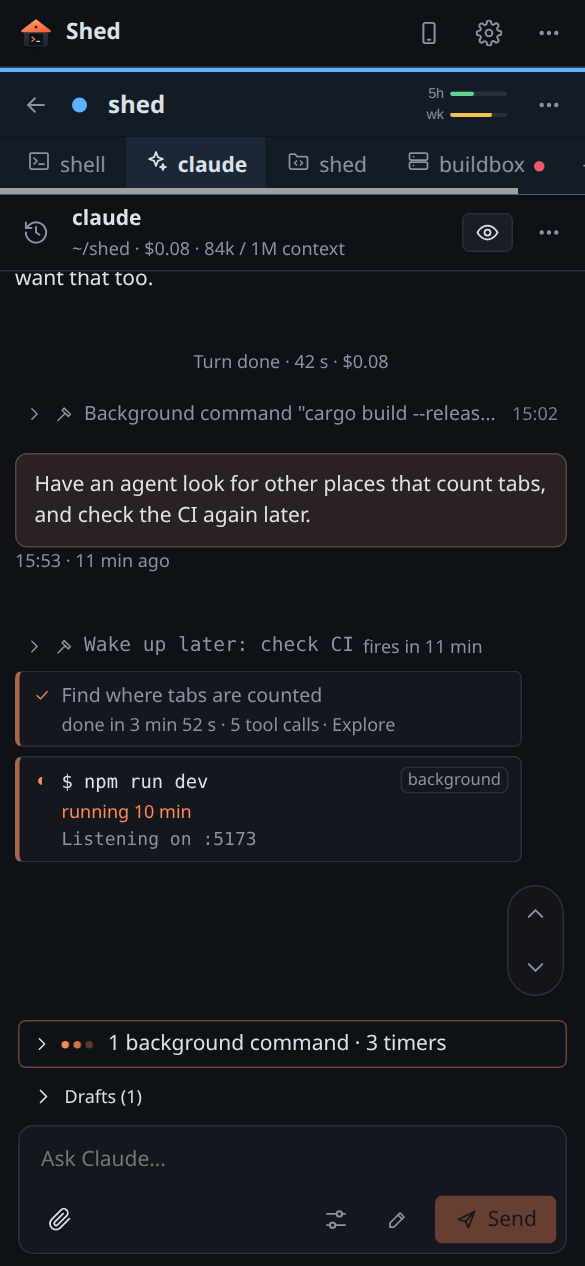 Shed
shed
5h
wk
shell
claude
shed
buildbox
claude
~/shed · $0.08 · 84k / 1M context
want that too.
Turn done · 42 s · $0.08
Background command "cargo build --releas... 15:02
Have an agent look for other places that count tabs,
and check the CI again later.
15:53 · 11 min ago
Wake up later: check CI fires in 11 min
Find where tabs are counted
done in 3 min 52 s · 5 tool calls · Explore
$ npm run dev background
running 10 min
Listening on :5173
1 background command · 3 timers
Drafts (1)
Ask Claude...
Send